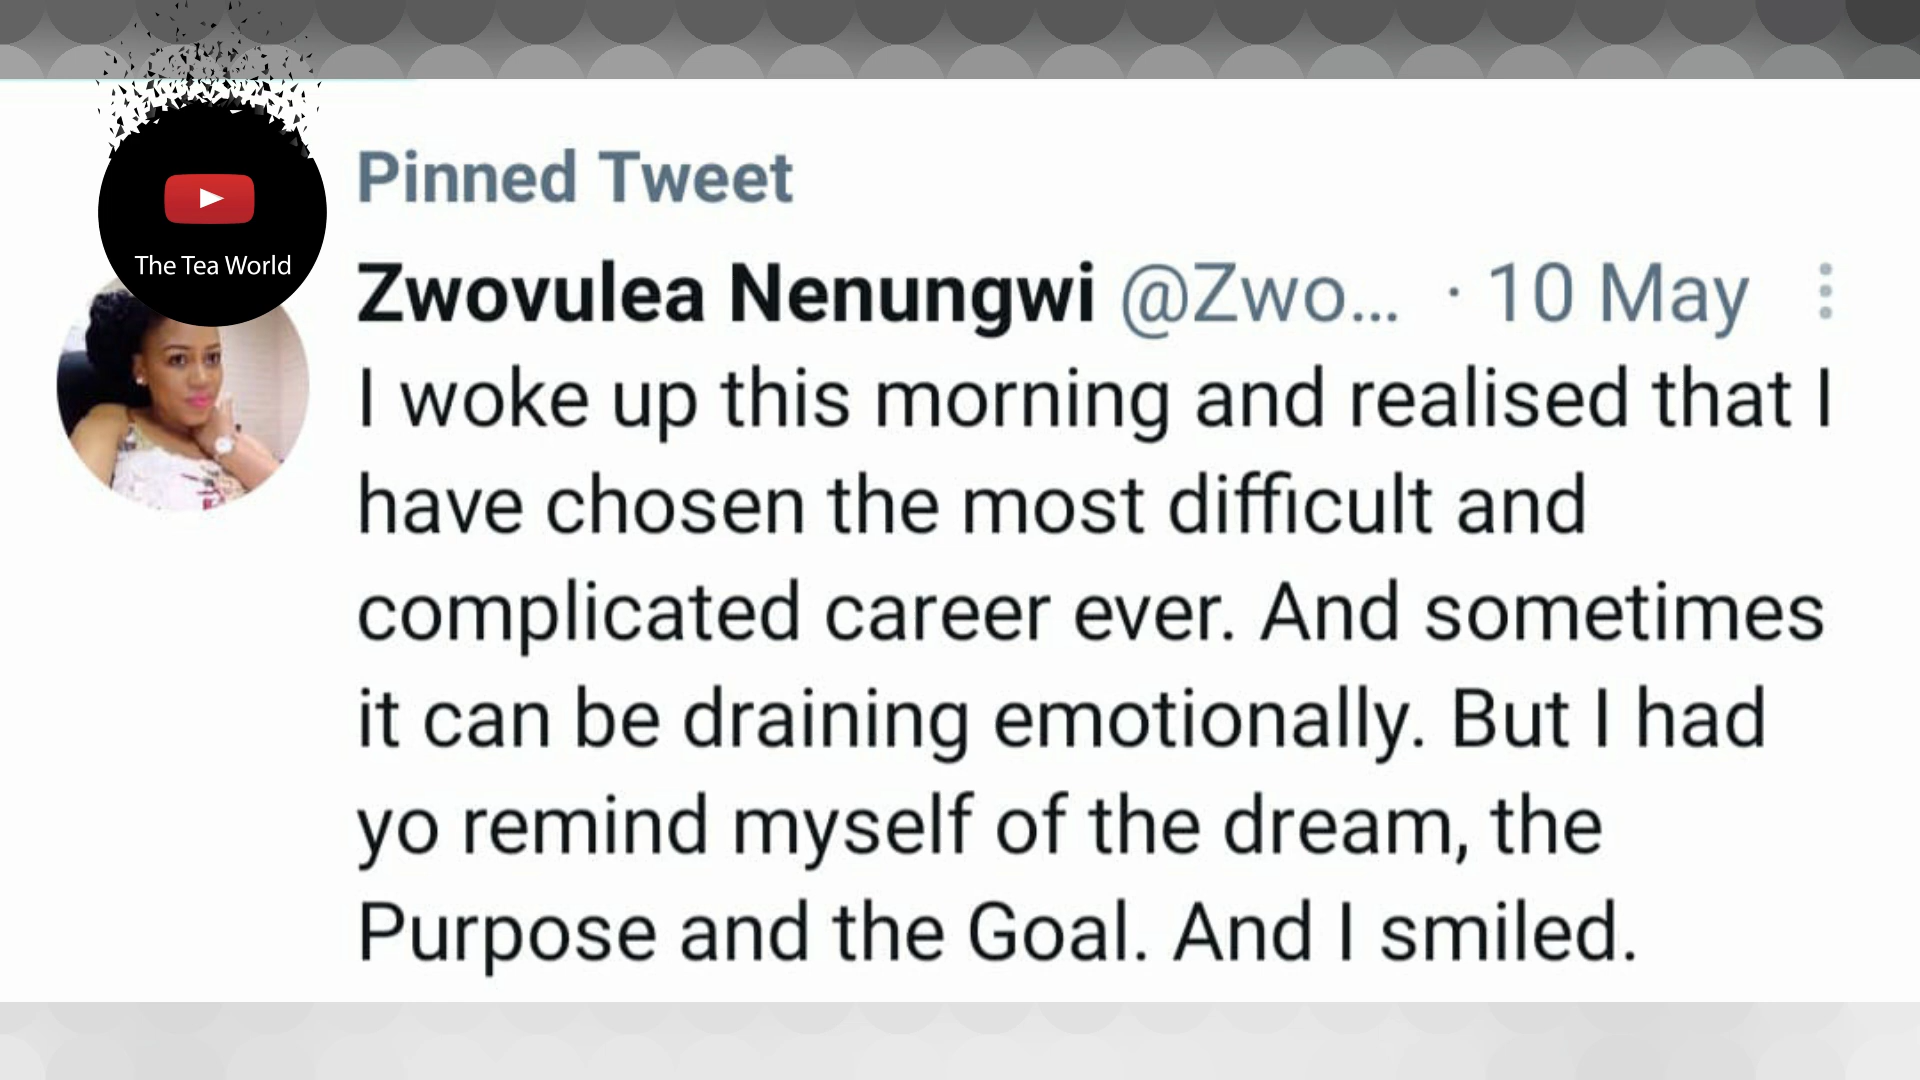 The Tea World
Pinned Tweet
Zwovulea Nenungwi @Zwo... · 10 May
I woke up this morning and realised that I
have chosen the most difficult and
complicated career ever. And sometimes
it can be draining emotionally. But I had
yo remind myself of the dream, the
Purpose and the Goal. And I smiled.